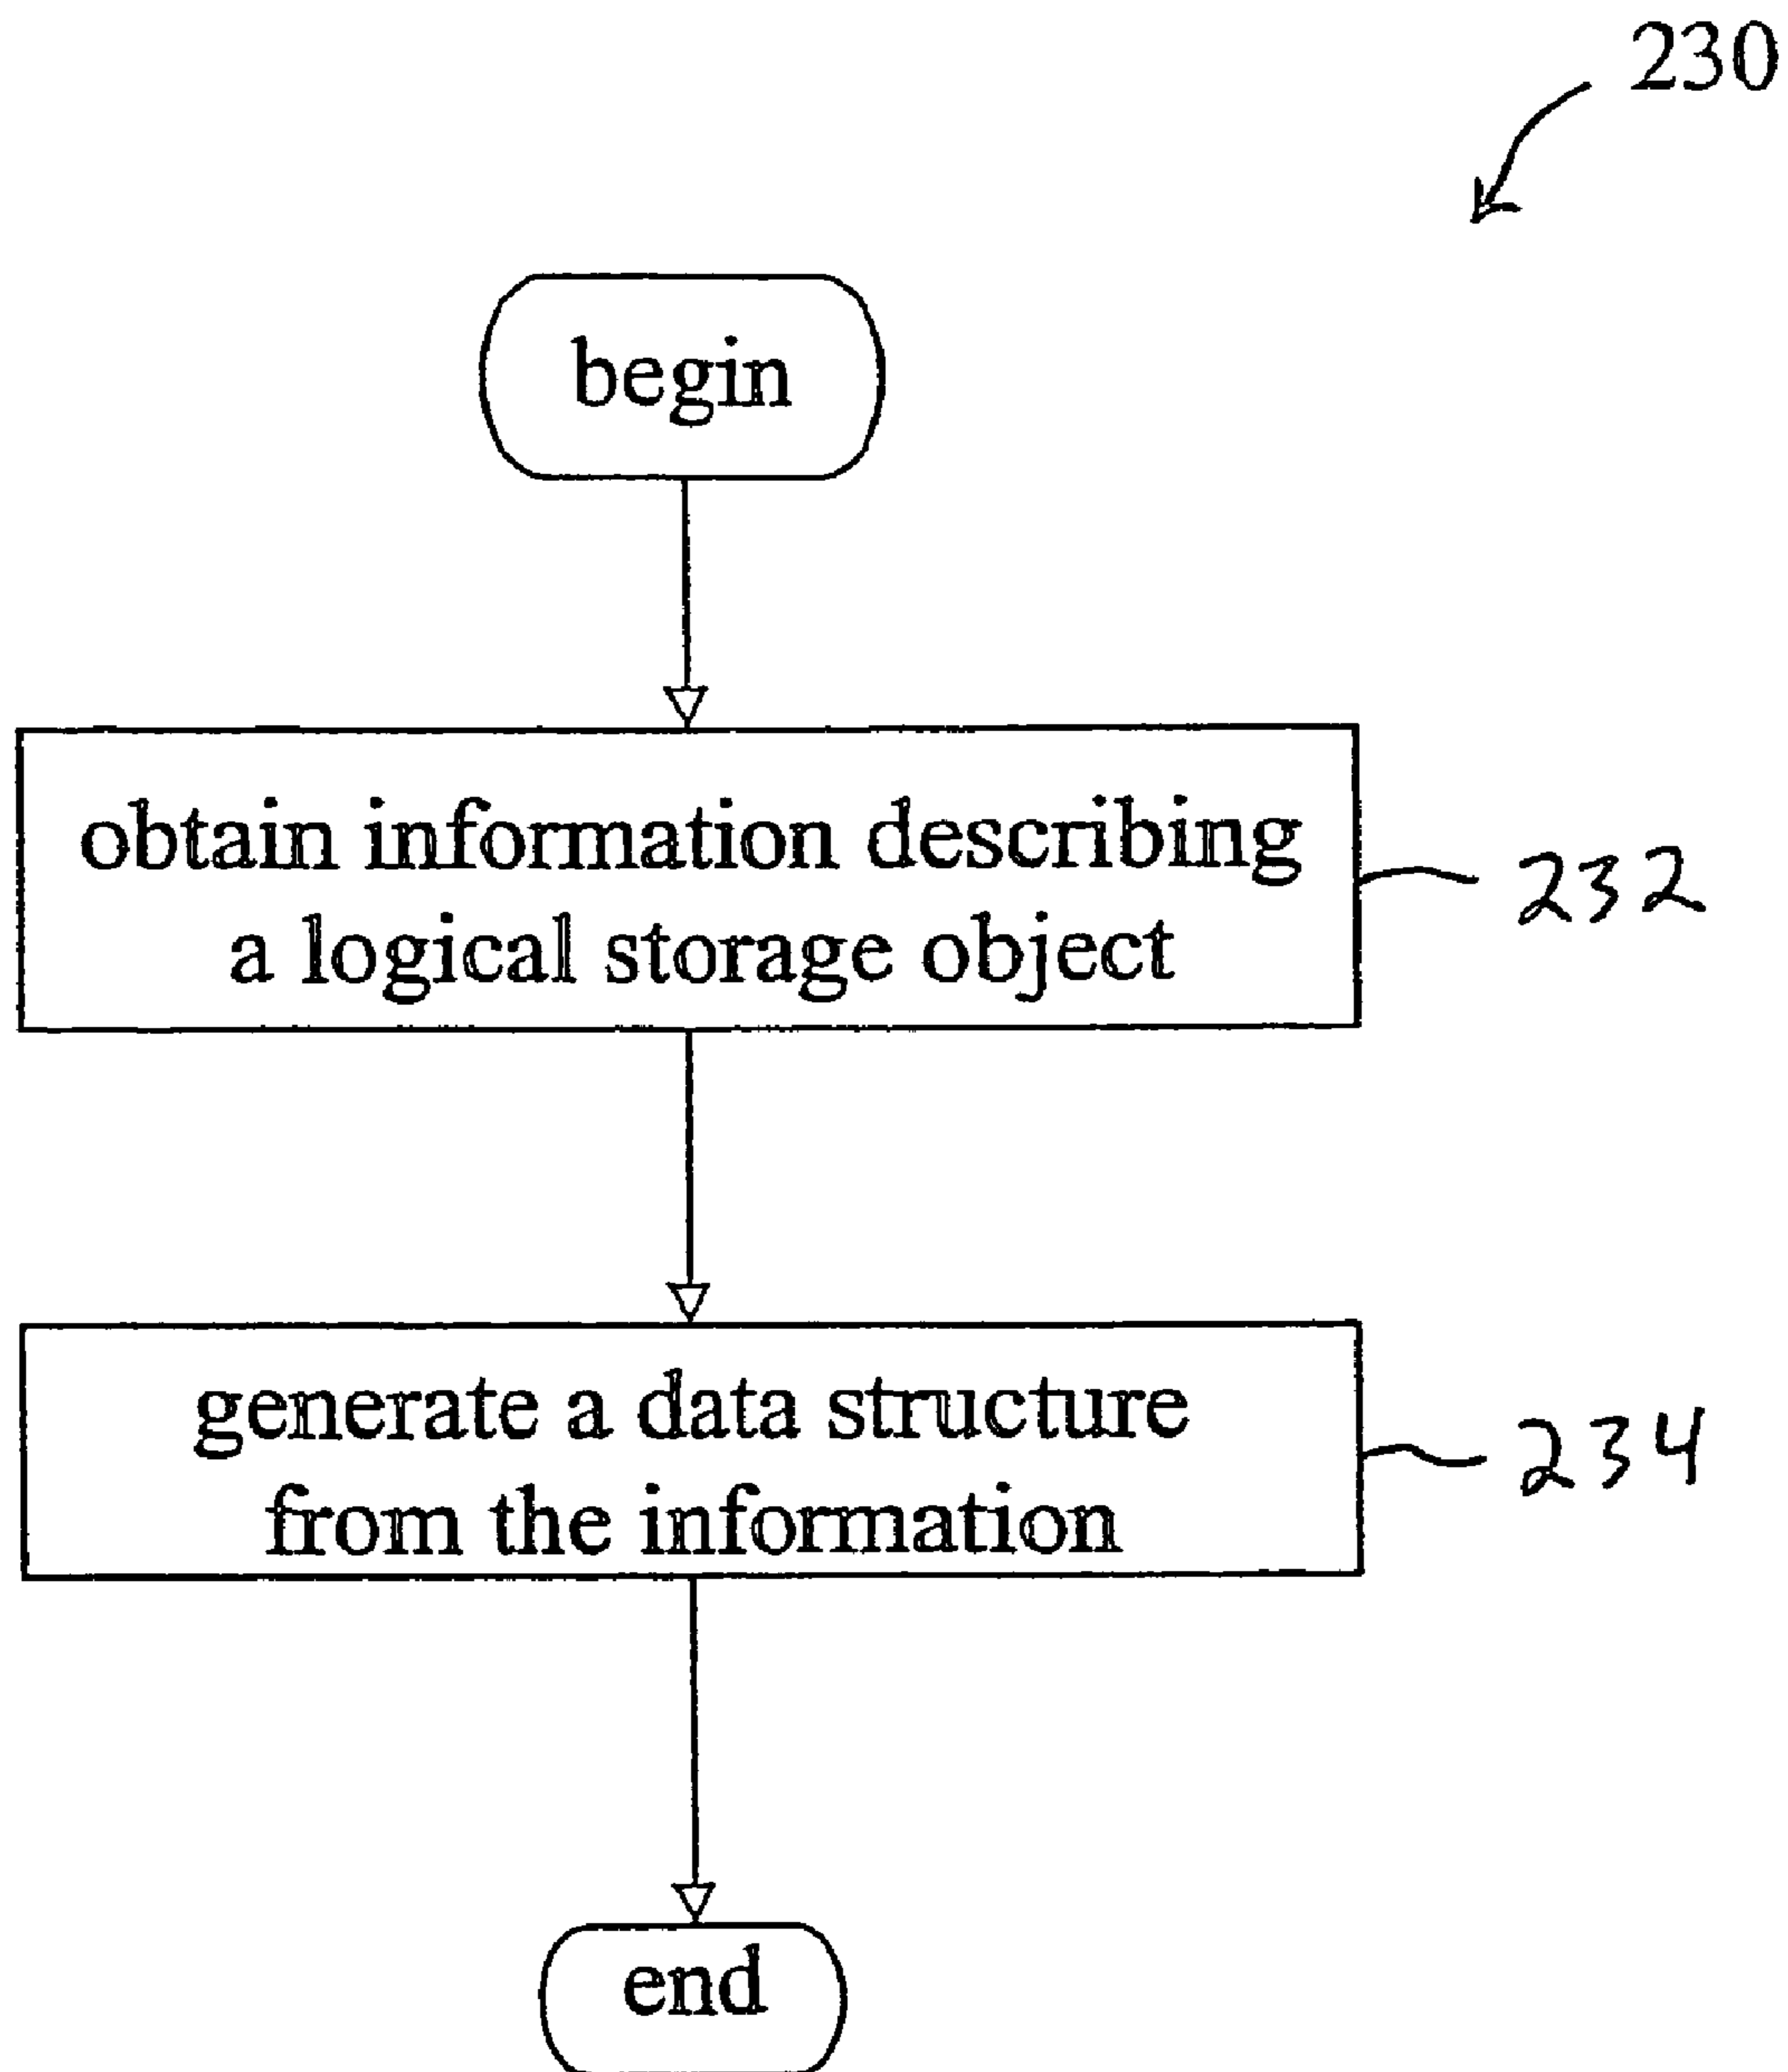 230
begin
obtain information describing
a logical storage object
232
generate a data structure
from the information
234
end